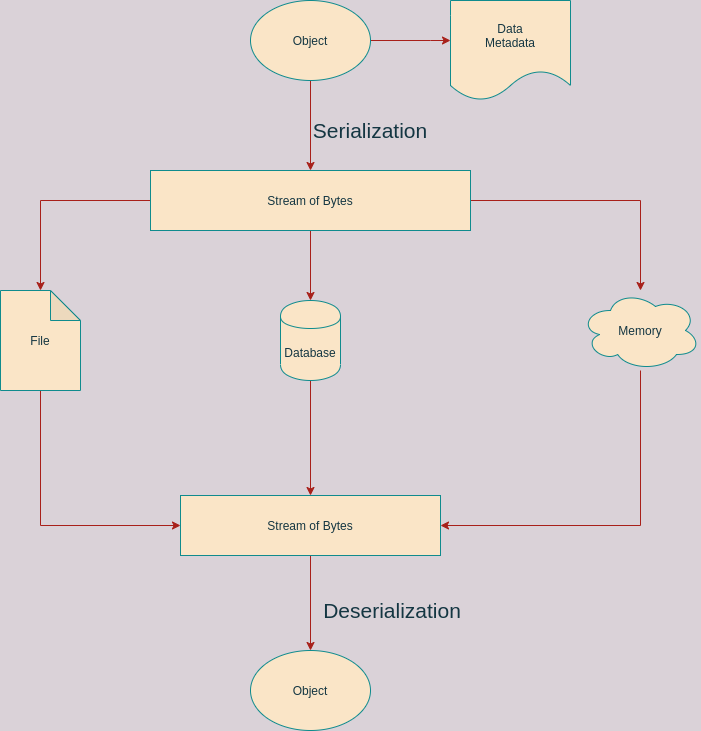 Object
Data
Metadata
Serialization
Stream of Bytes
File
Database
Memory
Stream of Bytes
Deserialization
Object